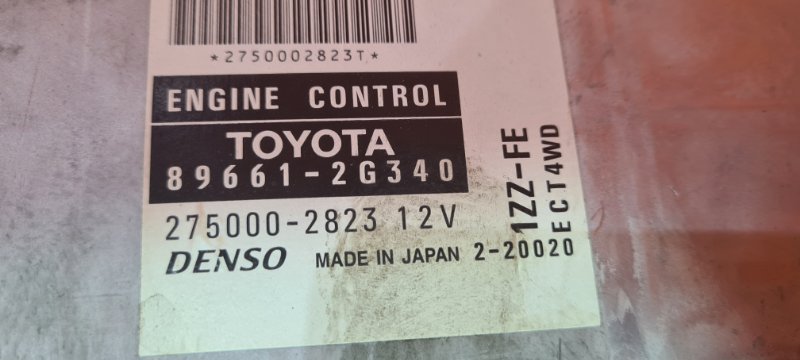 *2750002823T*
ENGINE CONTROL
TOYOTA
89661-2G340
275000-2823 12V
DENSO MADE IN JAPAN 2-20020
1ZZ-FE
ECT4WD